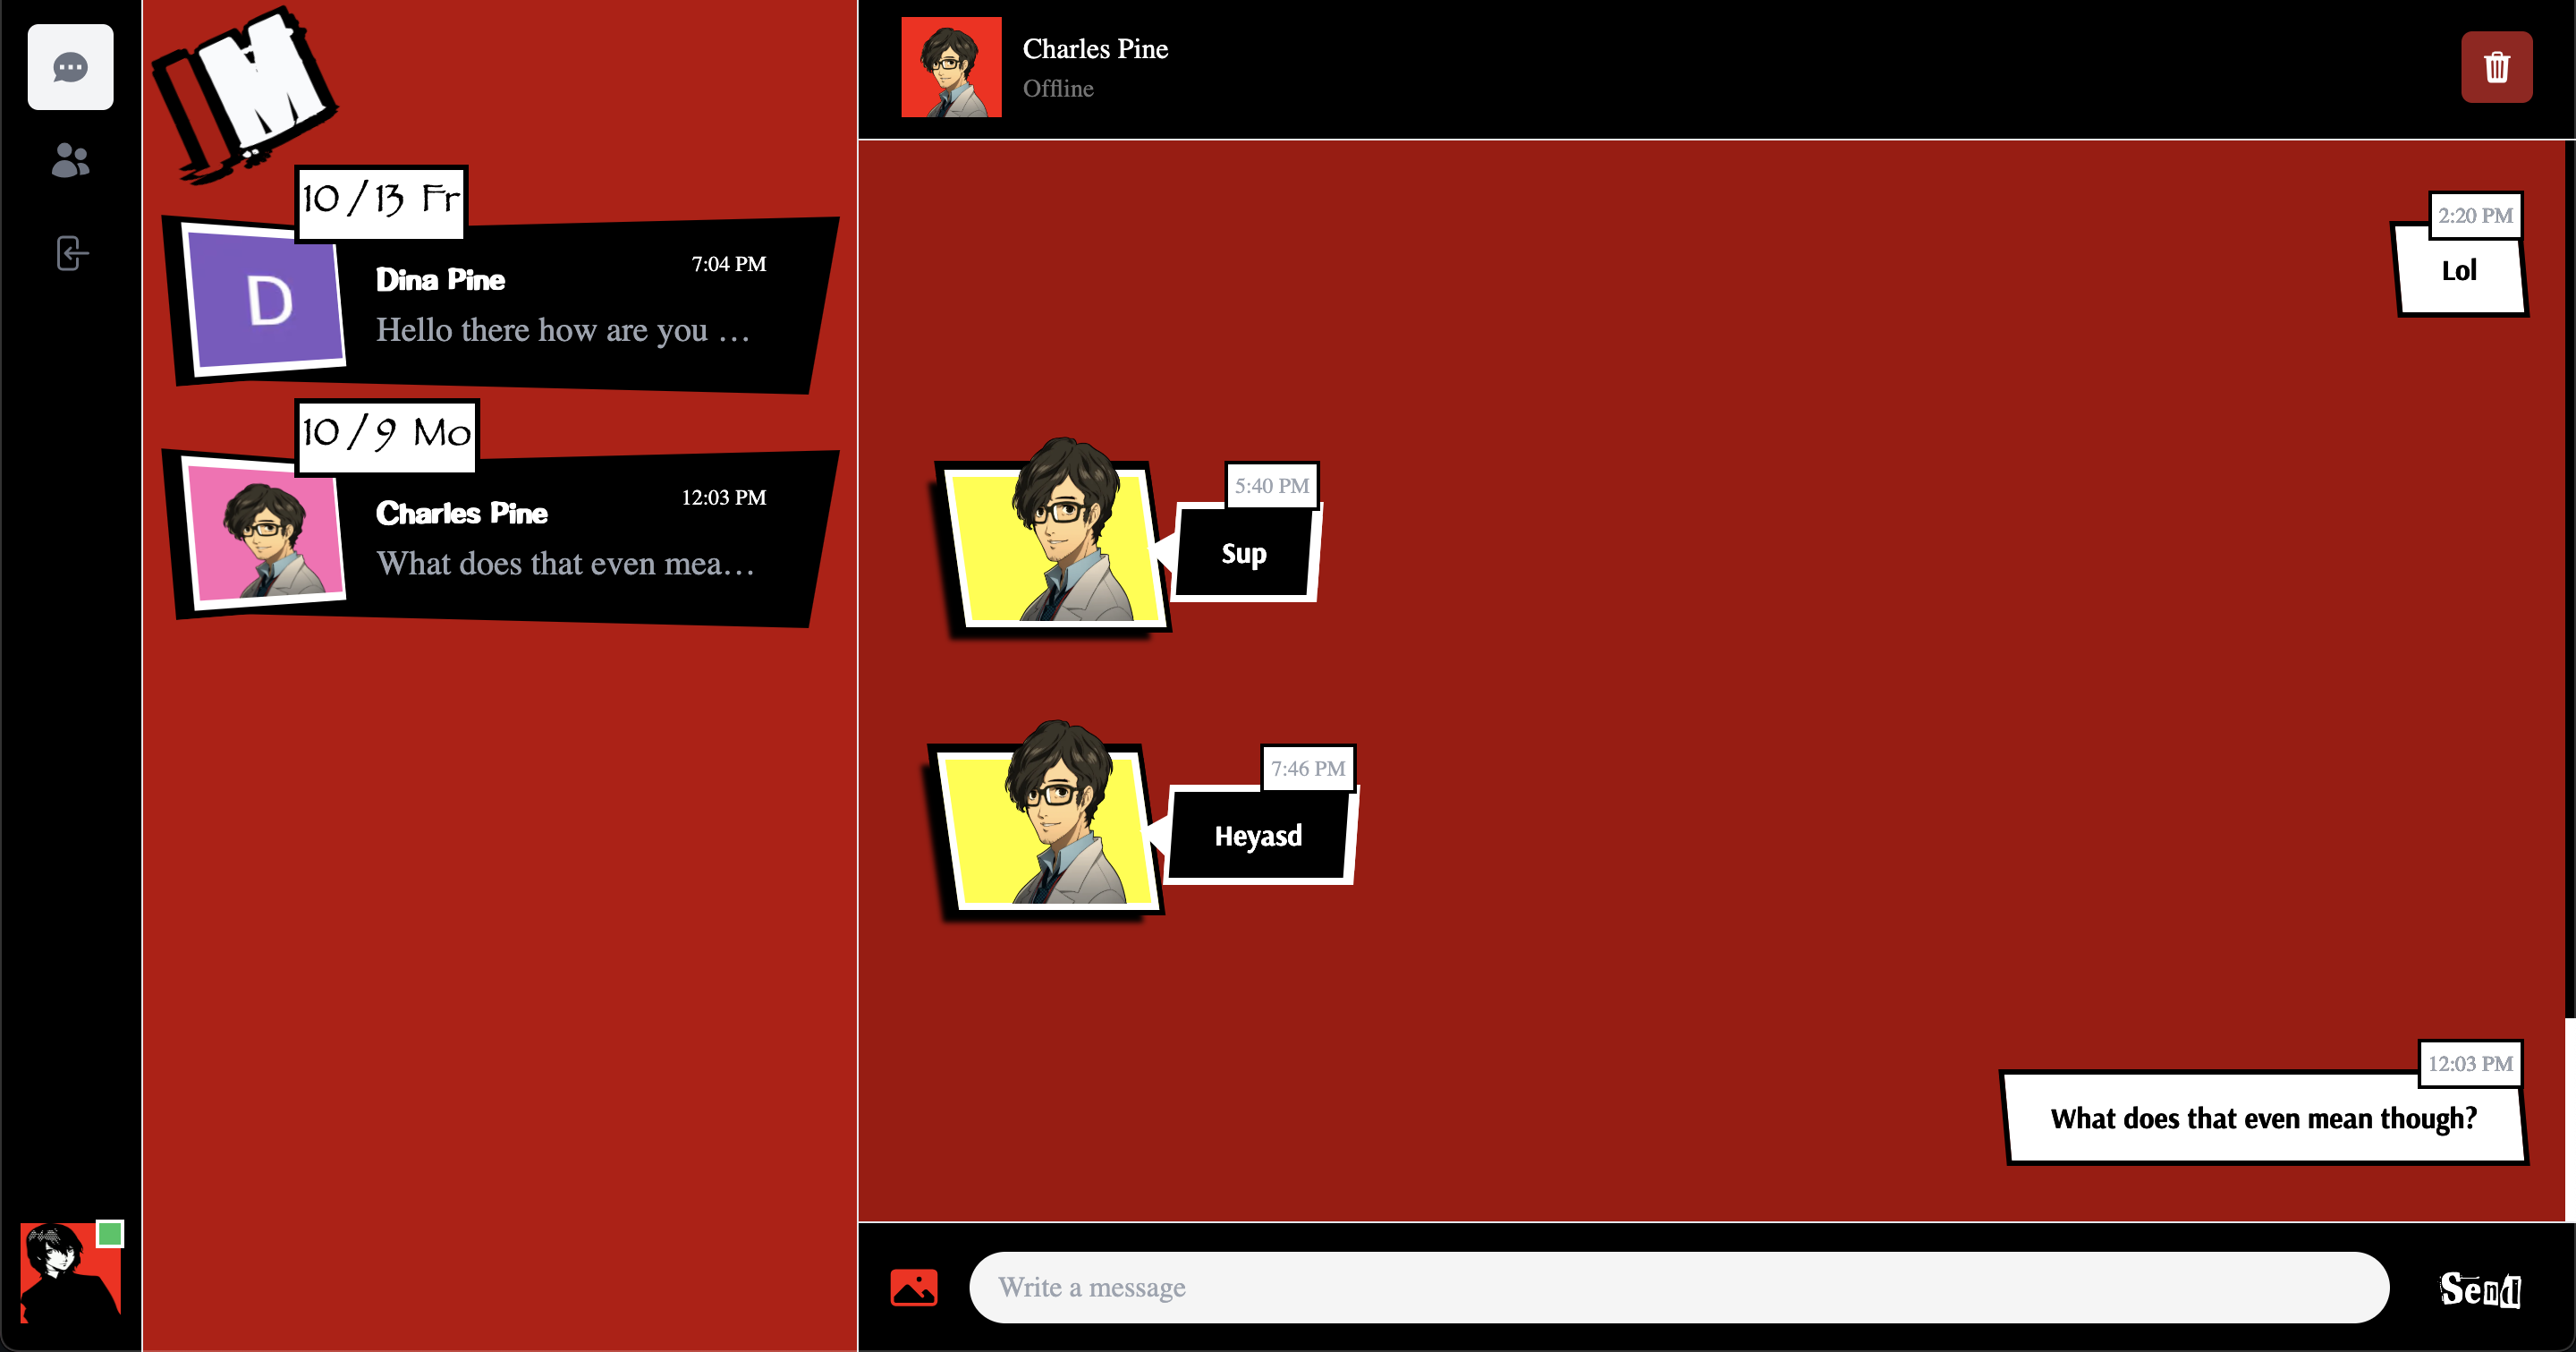 IM
10/13 Fr
D
Dina Pine
7:04 PM
Hello there how are you …
10/9 Mo
Charles Pine
12:03 PM
What does that even mea…
Charles Pine
Offline
2:20 PM
Lol
5:40 PM
Sup
7:46 PM
Heyasd
12:03 PM
What does that even mean though?
Write a message
Send